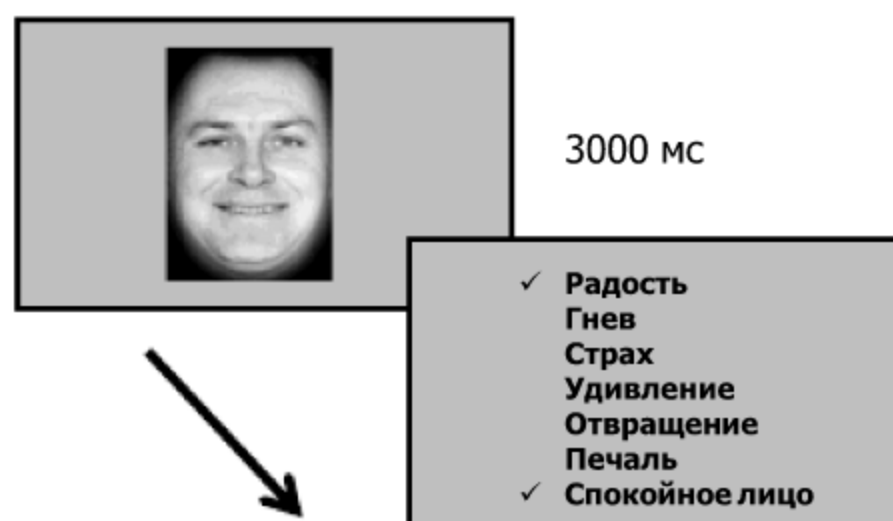 3000 мс
✓ Радость
Гнев
Страх
Удивление
Отвращение
Печаль
✓ Спокойное лицо